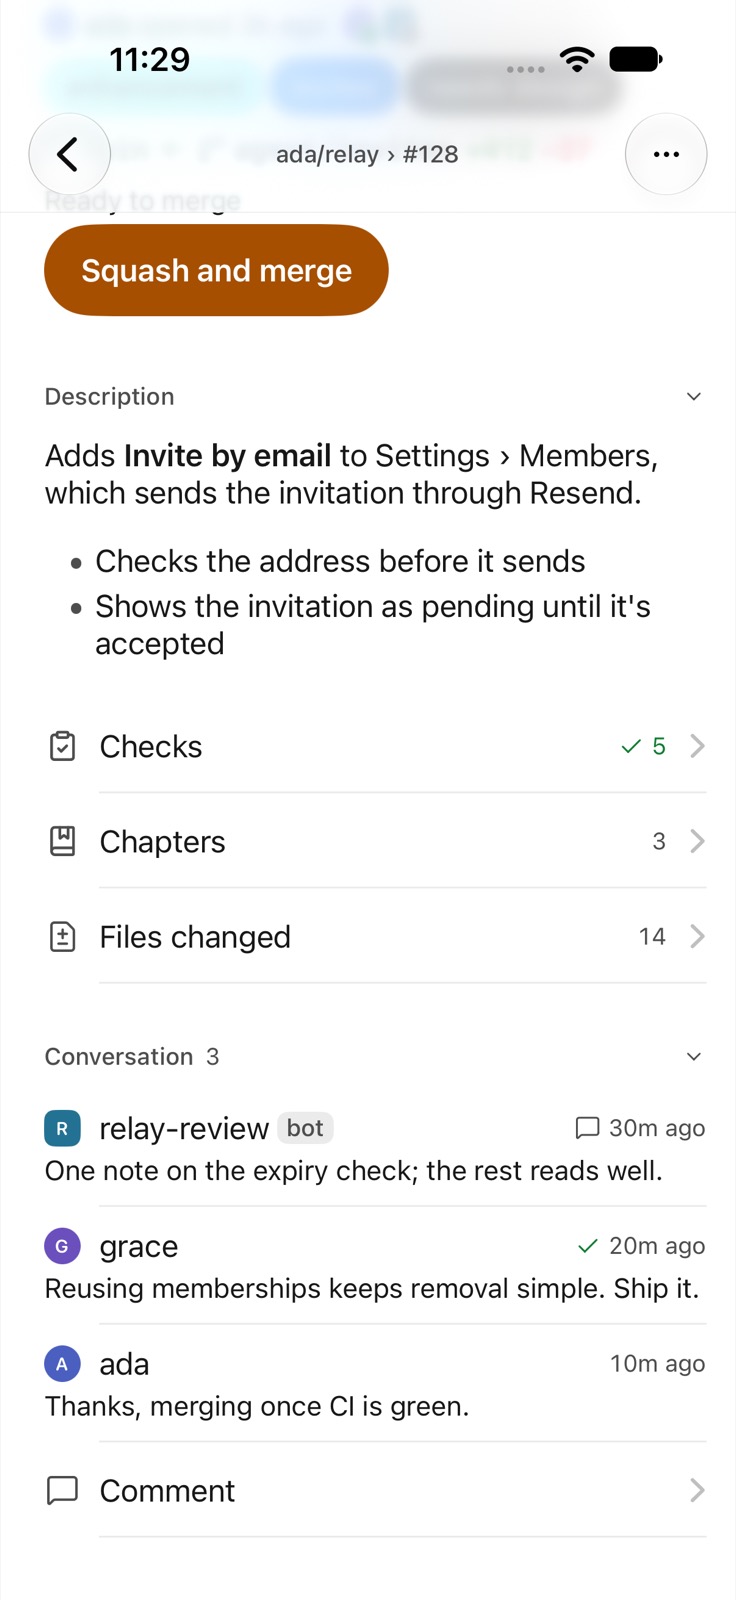 11:29
ada/relay › #128
Ready to merge
Squash and merge
Description
Adds Invite by email to Settings › Members,
which sends the invitation through Resend.
Checks the address before it sends
Shows the invitation as pending until it's
accepted
Checks 5
Chapters 3
Files changed 14
Conversation 3
R relay-review bot 30m ago
One note on the expiry check; the rest reads well.
G grace 20m ago
Reusing memberships keeps removal simple. Ship it.
A ada 10m ago
Thanks, merging once CI is green.
Comment